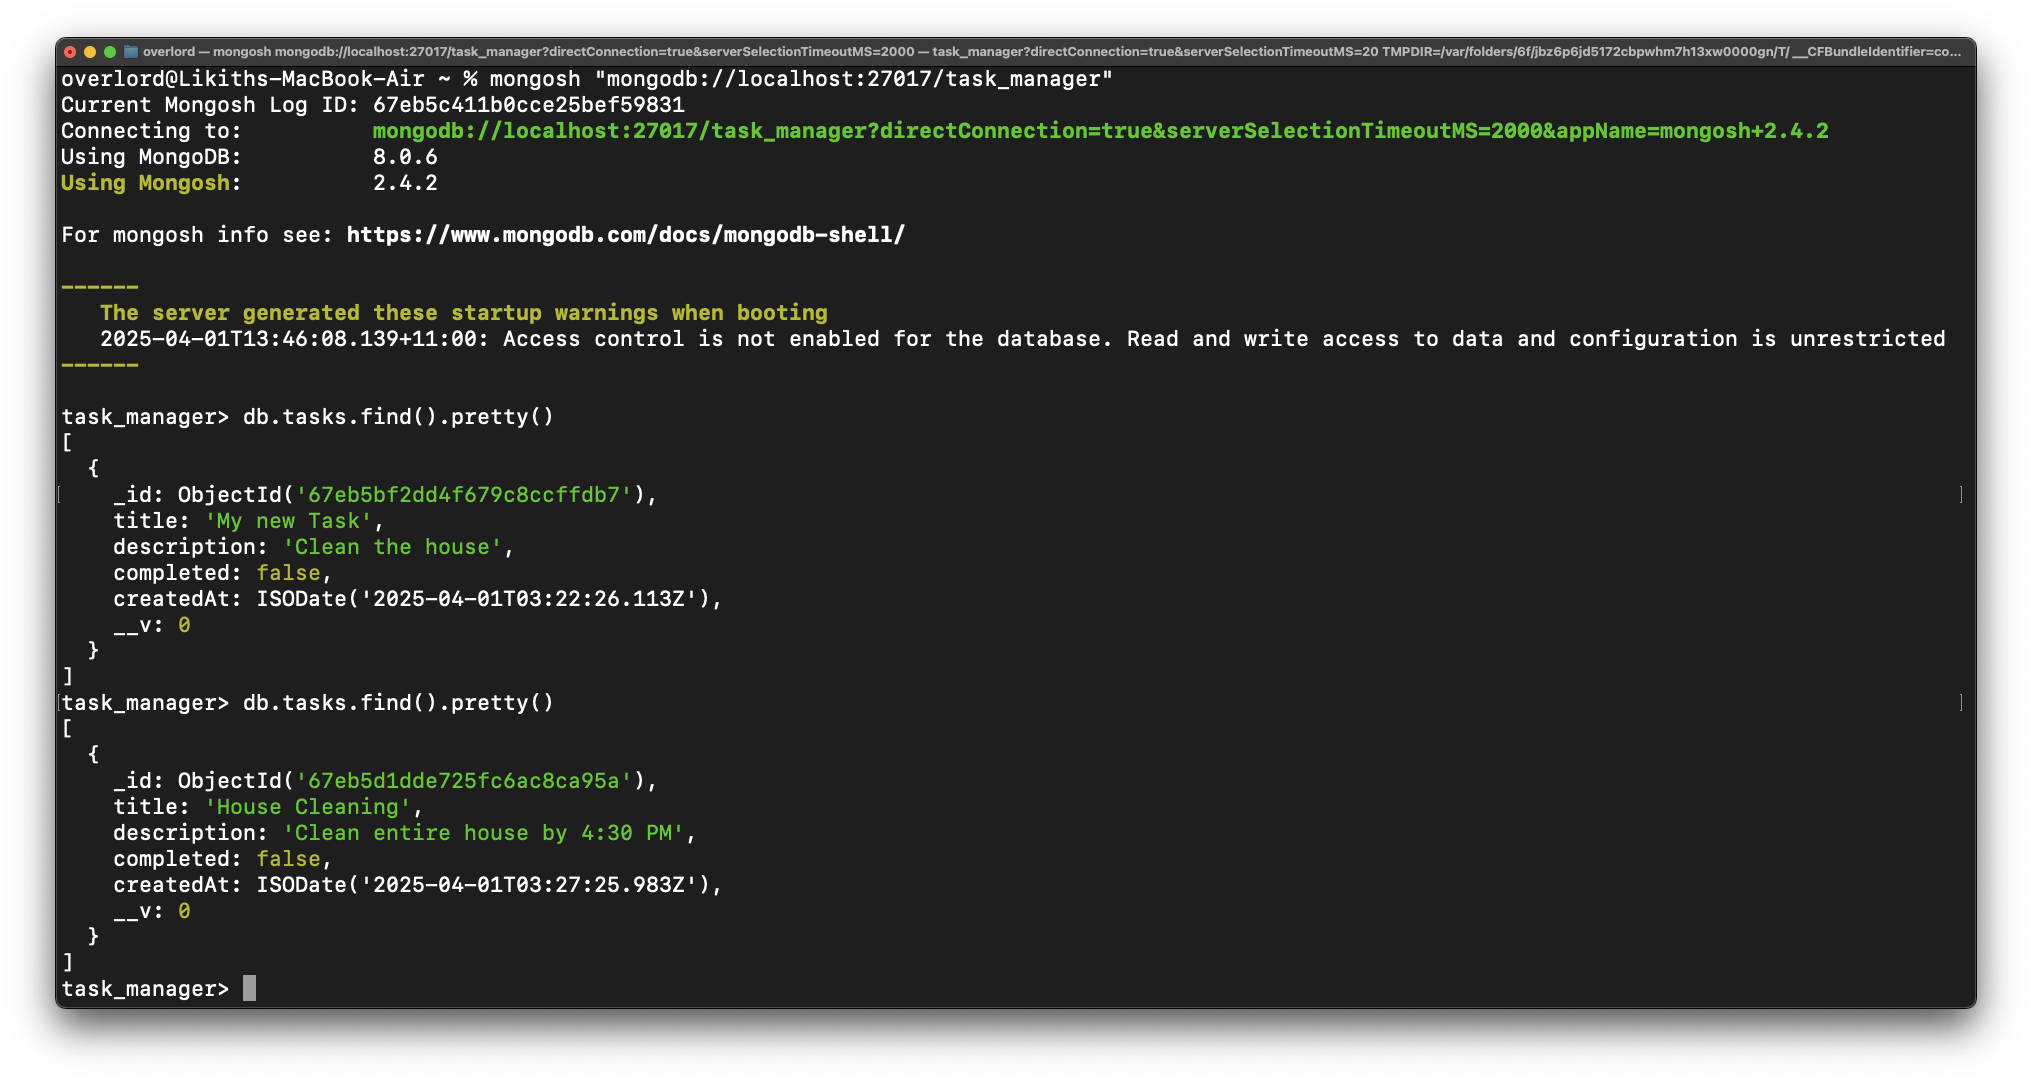 overlord — mongosh mongodb://localhost:27017/task_manager?directConnection=true&serverSelectionTimeoutMS=2000 — task_manager?directConnection=true&serverSelectionTimeoutMS=20 TMPDIR=/var/folders/6f/jbz6p6jd5172cbpwhm7h13xw0000gn/T/ __CFBundleIdentifier=co...
overlord@Likiths-MacBook-Air ~ % mongosh "mongodb://localhost:27017/task_manager"
Current Mongosh Log ID: 67eb5c411b0cce25bef59831
Connecting to:          mongodb://localhost:27017/task_manager?directConnection=true&serverSelectionTimeoutMS=2000&appName=mongosh+2.4.2
Using MongoDB:          8.0.6
Using Mongosh:          2.4.2
For mongosh info see: https://www.mongodb.com/docs/mongodb-shell/
------
   The server generated these startup warnings when booting
   2025-04-01T13:46:08.139+11:00: Access control is not enabled for the database. Read and write access to data and configuration is unrestricted
------
task_manager> db.tasks.find().pretty()
[
  {
    _id: ObjectId('67eb5bf2dd4f679c8ccffdb7'),
    title: 'My new Task',
    description: 'Clean the house',
    completed: false,
    createdAt: ISODate('2025-04-01T03:22:26.113Z'),
    __v: 0
  }
]
task_manager> db.tasks.find().pretty()
[
  {
    _id: ObjectId('67eb5d1dde725fc6ac8ca95a'),
    title: 'House Cleaning',
    description: 'Clean entire house by 4:30 PM',
    completed: false,
    createdAt: ISODate('2025-04-01T03:27:25.983Z'),
    __v: 0
  }
]
task_manager>